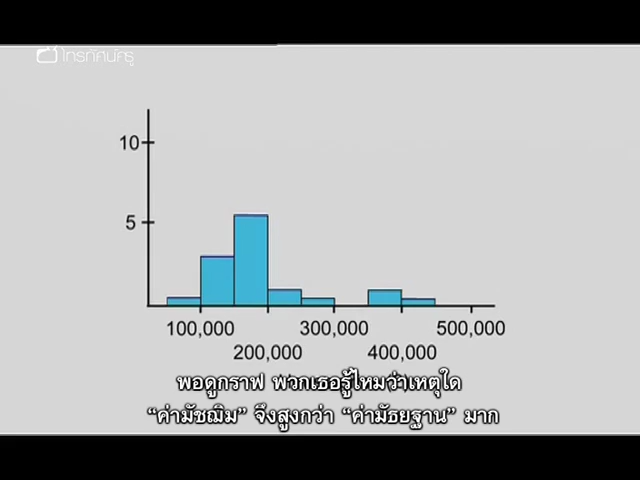 โทรทัศน์ครู
10
5
100,000 300,000 500,000
200,000 400,000
พอดูกราฟ พวกเธอรู้ไหมว่าเหตุใด
“ค่ามัชฌิม” จึงสูงกว่า “ค่ามัธยฐาน” มาก